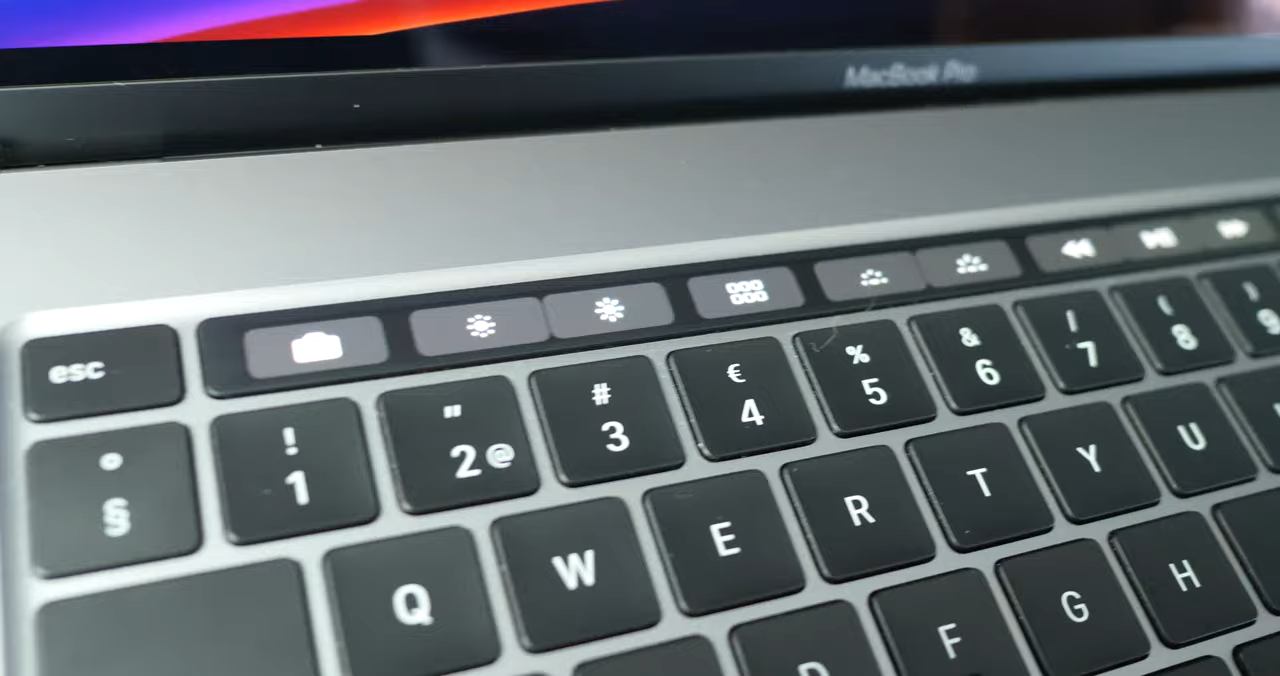 MacBook Pro
esc
° ! " # € % & / ( )
§ 1 2 @ 3 4 5 6 7 8 9
Q W E R T Y U
D F G H